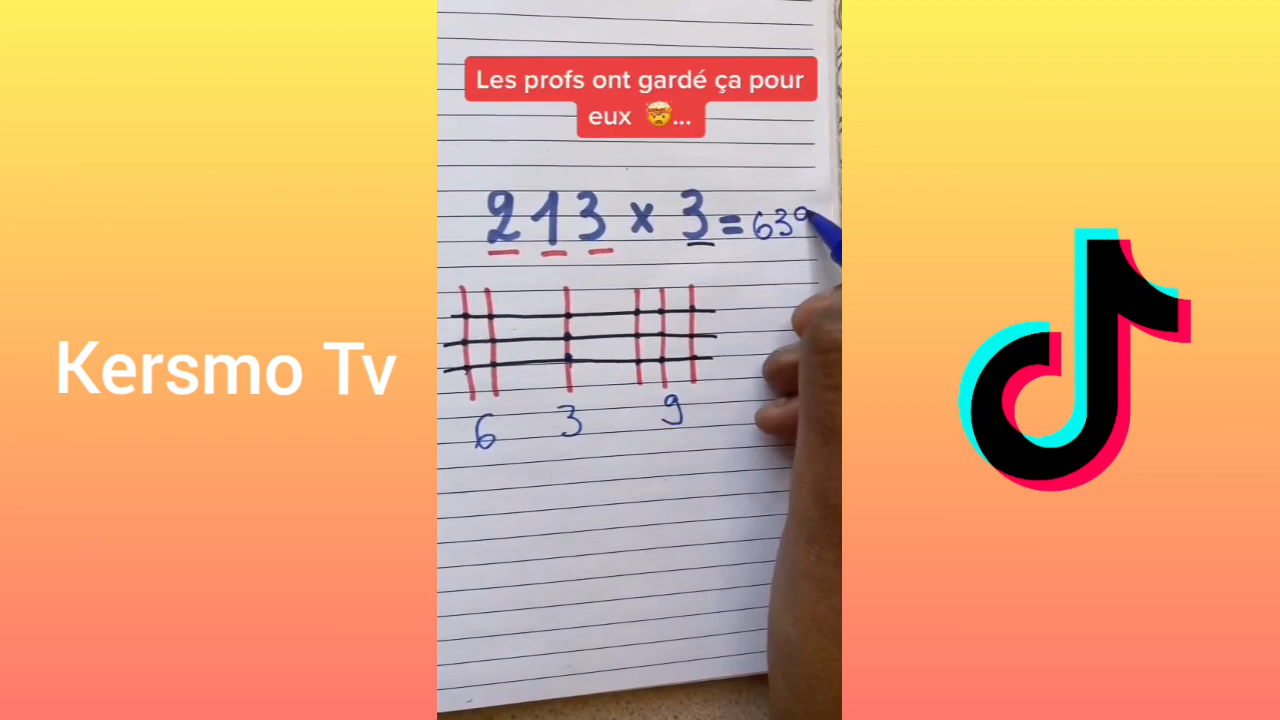 Les profs ont gardé ça pour
eux 🤯...
213 x 3 = 639
Kersmo Tv
6 3 9